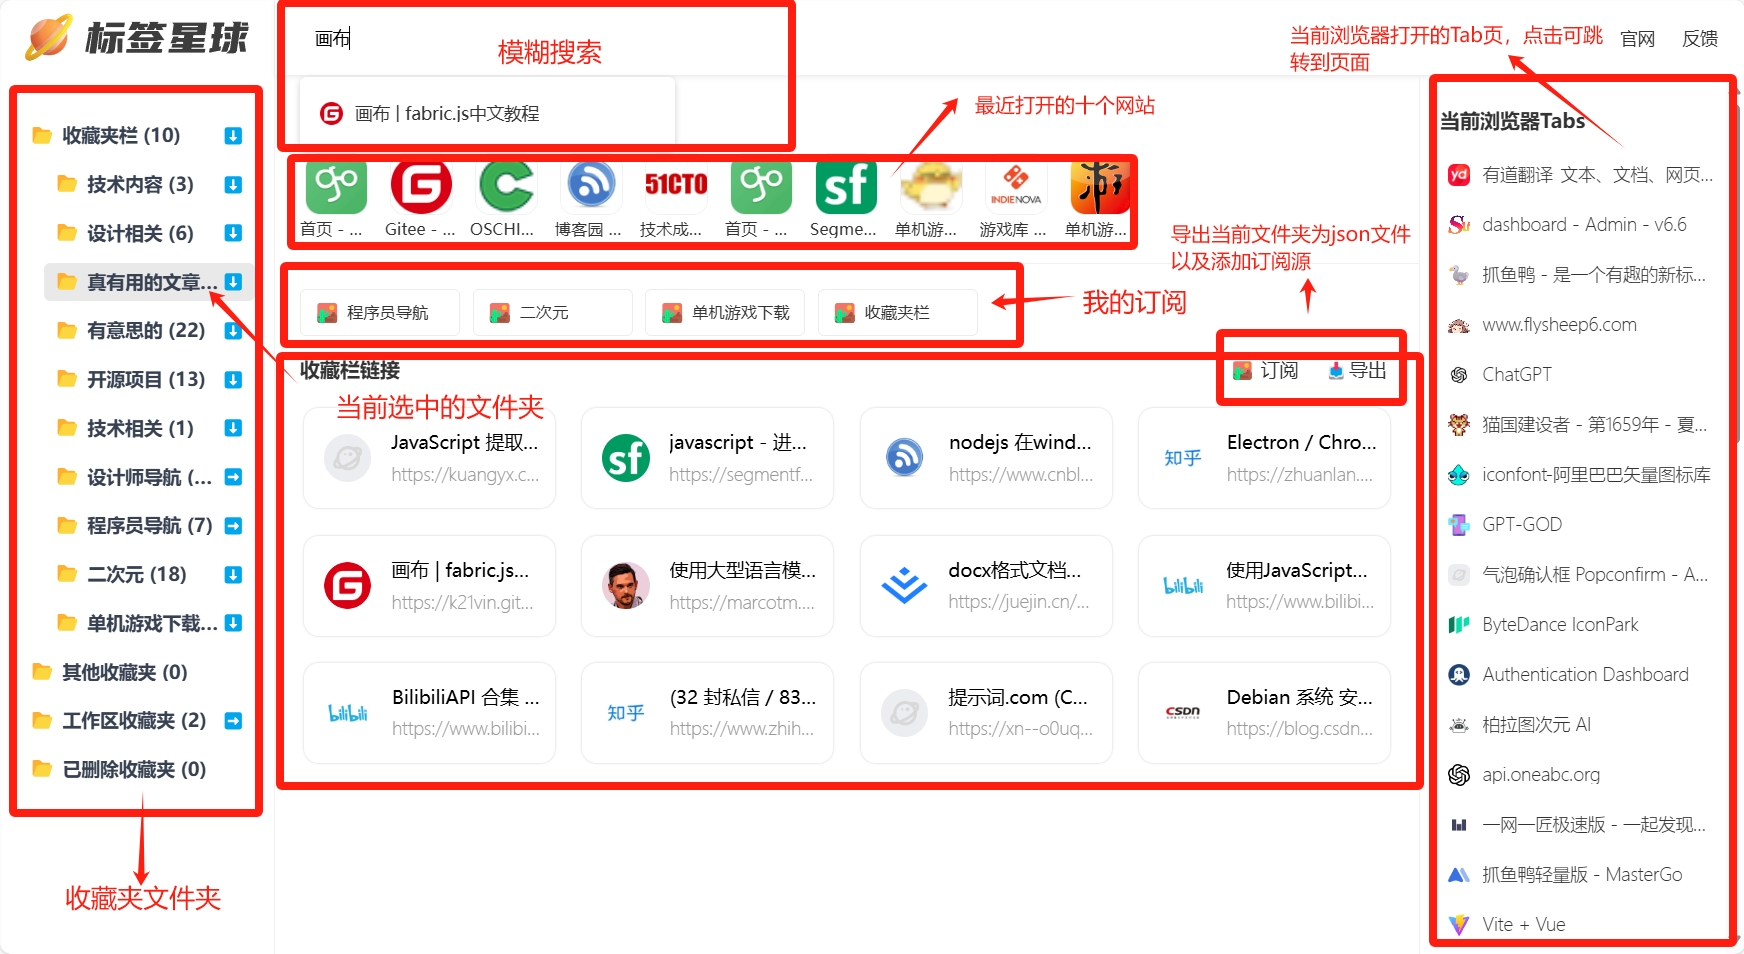 标签星球
画布
模糊搜索
画布 | fabric.js中文教程
当前浏览器打开的Tab页，点击可跳
转到页面
官网
反馈
收藏夹栏 (10)
技术内容 (3)
设计相关 (6)
真有用的文章...
有意思的 (22)
开源项目 (13)
技术相关 (1)
设计师导航 (...
程序员导航 (7)
二次元 (18)
单机游戏下载...
其他收藏夹 (0)
工作区收藏夹 (2)
已删除收藏夹 (0)
收藏夹文件夹
最近打开的十个网站
go
G
C
51CTO
go
sf
INDIENOVA
游
首页 - ...
Gitee - ...
OSCHI...
博客园 ...
技术成...
首页 - ...
Segme...
单机游...
游戏库 ...
单机游...
导出当前文件夹为json文件
以及添加订阅源
程序员导航
二次元
单机游戏下载
收藏夹栏
我的订阅
收藏栏链接
订阅
导出
当前选中的文件夹
JavaScript 提取...
https://kuangyx.c...
sf
javascript - 进...
https://segmentf...
nodejs 在wind...
https://www.cnbl...
知乎
Electron / Chro...
https://zhuanlan....
G
画布 | fabric.js...
https://k21vin.git...
使用大型语言模...
https://marcotm....
docx格式文档...
https://juejin.cn/...
bilibili
使用JavaScript...
https://www.bilibi...
bilibili
BilibiliAPI 合集 ...
https://www.bilibi...
知乎
(32 封私信 / 83...
https://www.zhih...
提示词.com (C...
https://xn--o0uq...
CSDN
Debian 系统 安...
https://blog.csdn...
当前浏览器Tabs
yd
有道翻译_文本、文档、网页...
dashboard - Admin - v6.6
抓鱼鸭 - 是一个有趣的新标...
www.flysheep6.com
ChatGPT
猫国建设者 - 第1659年 - 夏...
iconfont-阿里巴巴矢量图标库
GPT-GOD
气泡确认框 Popconfirm - A...
ByteDance IconPark
Authentication Dashboard
柏拉图次元 AI
api.oneabc.org
一网一匠极速版 - 一起发现...
抓鱼鸭轻量版 - MasterGo
Vite + Vue